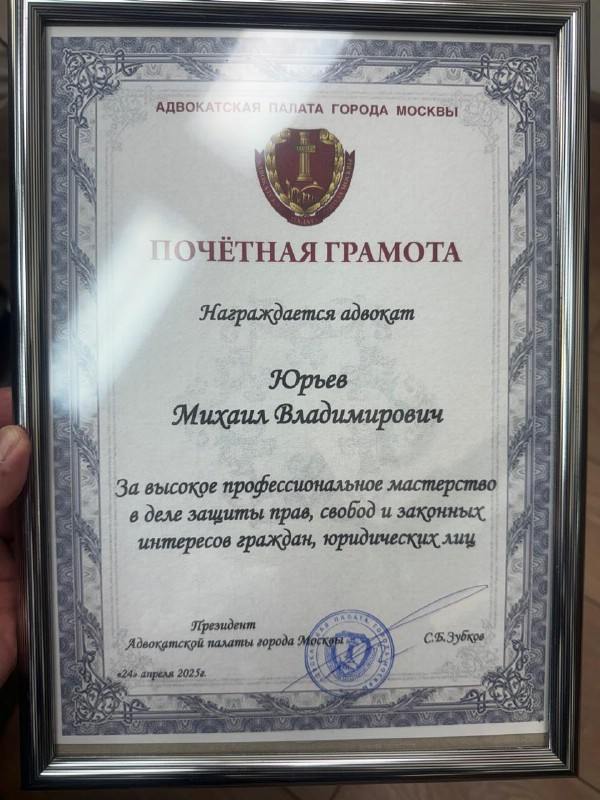 АДВОКАТСКАЯ ПАЛАТА ГОРОДА МОСКВЫ
ПОЧЁТНАЯ ГРАМОТА
Награждается адвокат
Юрьев
Михаил Владимирович
За высокое профессиональное мастерство
в деле защиты прав, свобод и законных
интересов граждан, юридических лиц
Президент
Адвокатской палаты города Москвы
С.Б.Зубков
«24» апреля 2025г.